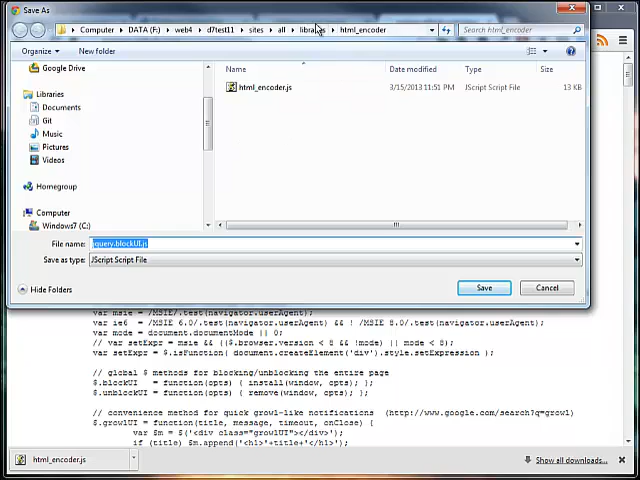 Save As
Computer ▸ DATA (F:) ▸ web4 ▸ d7test11 ▸ sites ▸ all ▸ libraries ▸ html_encoder
Search html_encoder
Organize
New folder
Google Drive
Libraries
Documents
Git
Music
Pictures
Videos
Homegroup
Computer
Windows7 (C:)
Name
Date modified
Type
Size
html_encoder.js
3/15/2013 11:51 PM
JScript Script File
13 KB
File name:
jquery.blockUI.js
Save as type:
JScript Script File
Hide Folders
Save
Cancel
var msie = /MSIE/.test(navigator.userAgent);
var ie6 = /MSIE 6.0/.test(navigator.userAgent) && ! /MSIE 8.0/.test(navigator.userAgent);
var mode = document.documentMode || 0;
// var setExpr = msie && (($.browser.version < 8 && !mode) || mode < 8);
var setExpr = $.isFunction( document.createElement('div').style.setExpression );
// global $ methods for blocking/unblocking the entire page
$.blockUI = function(opts) { install(window, opts); };
$.unblockUI = function(opts) { remove(window, opts); };
// convenience method for quick growl-like notifications (http://www.google.com/search?q=growl)
$.growlUI = function(title, message, timeout, onClose) {
var $m = $('<div class="growlUI"></div>');
if (title) $m.append('<h1>'+title+'</h1>');
html_encoder.js
Show all downloads...